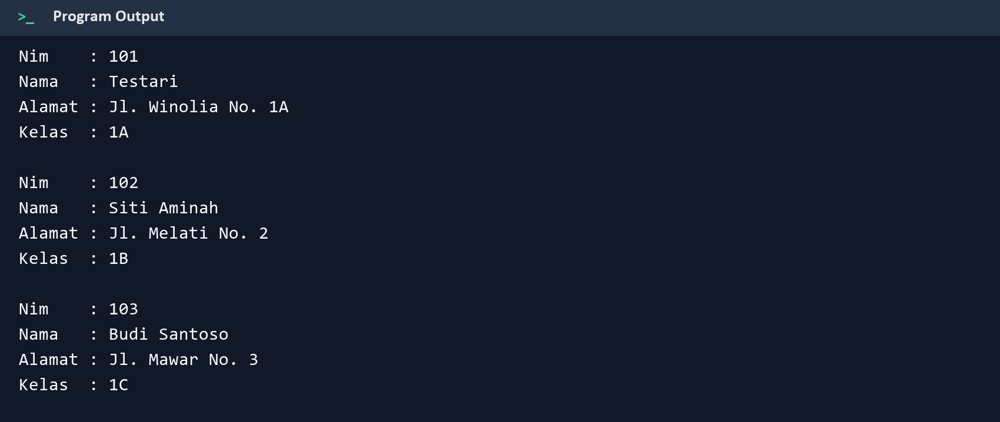 >_ Program Output
Nim    : 101
Nama   : Testari
Alamat : Jl. Winolia No. 1A
Kelas  : 1A

Nim    : 102
Nama   : Siti Aminah
Alamat : Jl. Melati No. 2
Kelas  : 1B

Nim    : 103
Nama   : Budi Santoso
Alamat : Jl. Mawar No. 3
Kelas  : 1C